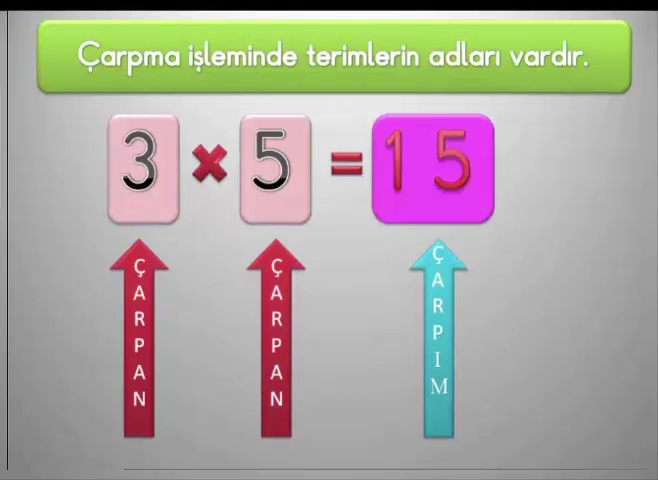 Çarpma işleminde terimlerin adları vardır.
3 × 5 = 15
ÇARPAN
ÇARPAN
ÇARPIM